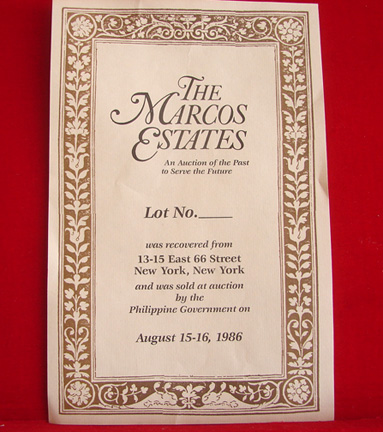 THE
MARCOS
ESTATES
An Auction of the Past
to Serve the Future
Lot No.____
was recovered from
13-15 East 66 Street
New York, New York
and was sold at auction
by the
Philippine Government on
August 15-16, 1986